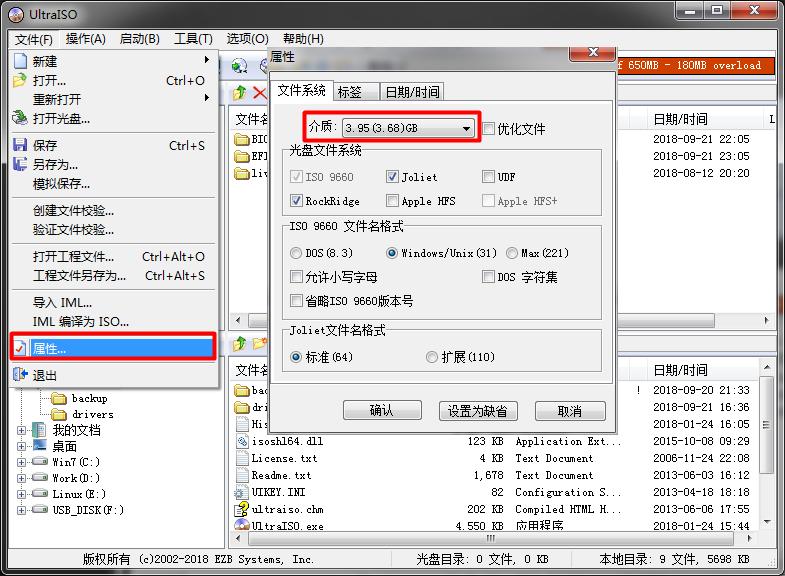 UltraISO
文件(F) 操作(A) 启动(B) 工具(T) 选项(O) 帮助(H)
新建
打开... Ctrl+O
重新打开
打开光盘...
保存 Ctrl+S
另存为...
模拟保存...
创建文件校验...
验证文件校验...
打开工程文件... Ctrl+Alt+O
工程文件另存为... Ctrl+Alt+S
导入 IML...
IML 编译为 ISO...
属性...
退出
backup
drivers
我的文档
桌面
Win7(C:)
Work(D:)
Linux(E:)
USB_DISK(F:)
属性
文件系统 标签 日期/时间
介质: 3.95(3.68)GB 优化文件
光盘文件系统
ISO 9660 Joliet UDF
RockRidge Apple HFS Apple HFS+
ISO 9660 文件名格式
DOS(8.3) Windows/Unix(31) Max(221)
允许小写字母 DOS 字符集
省略ISO 9660版本号
Joliet文件名格式
标准(64) 扩展(110)
确认 设置为缺省 取消
f 650MB - 180MB overload
文件名 日期/时间
2018-09-21 22:05
2018-09-21 23:05
2018-08-12 20:20
日期/时间
! 2018-09-20 21:33
2018-09-21 16:36
2018-01-24 16:05
isoshl64.dll 123 KB Application Ext... 2015-10-08 09:29
License.txt 4 KB Text Document 2006-11-24 22:08
Readme.txt 1,678 Text Document 2013-06-03 16:12
UIKEY.INI 82 Configuration S... 2013-04-18 18:18
ultraiso.chm 202 KB Compiled HTML H... 2013-06-06 17:55
UltraISO.exe 4,550 KB 应用程序 2018-01-24 15:44
版权所有 (c)2002-2018 EZB Systems, Inc. 光盘目录: 0 文件, 0 KB 本地目录: 9 文件, 5698 KB